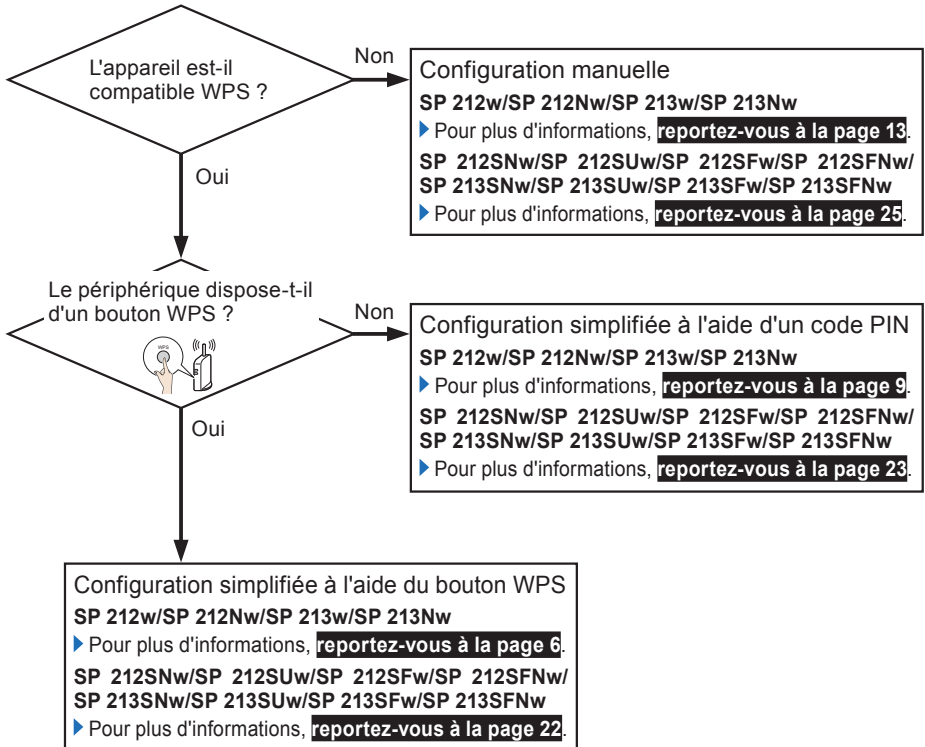 L'appareil est-il
compatible WPS ?
Non
Configuration manuelle
SP 212w/SP 212Nw/SP 213w/SP 213Nw
Pour plus d'informations, reportez-vous à la page 13.
SP 212SNw/SP 212SUw/SP 212SFw/SP 212SFNw/
SP 213SNw/SP 213SUw/SP 213SFw/SP 213SFNw
Pour plus d'informations, reportez-vous à la page 25.
Oui
Le périphérique dispose-t-il
d'un bouton WPS ?
WPS
Non
Configuration simplifiée à l'aide d'un code PIN
SP 212w/SP 212Nw/SP 213w/SP 213Nw
Pour plus d'informations, reportez-vous à la page 9.
SP 212SNw/SP 212SUw/SP 212SFw/SP 212SFNw/
SP 213SNw/SP 213SUw/SP 213SFw/SP 213SFNw
Pour plus d'informations, reportez-vous à la page 23.
Oui
Configuration simplifiée à l'aide du bouton WPS
SP 212w/SP 212Nw/SP 213w/SP 213Nw
Pour plus d'informations, reportez-vous à la page 6.
SP 212SNw/SP 212SUw/SP 212SFw/SP 212SFNw/
SP 213SNw/SP 213SUw/SP 213SFw/SP 213SFNw
Pour plus d'informations, reportez-vous à la page 22.